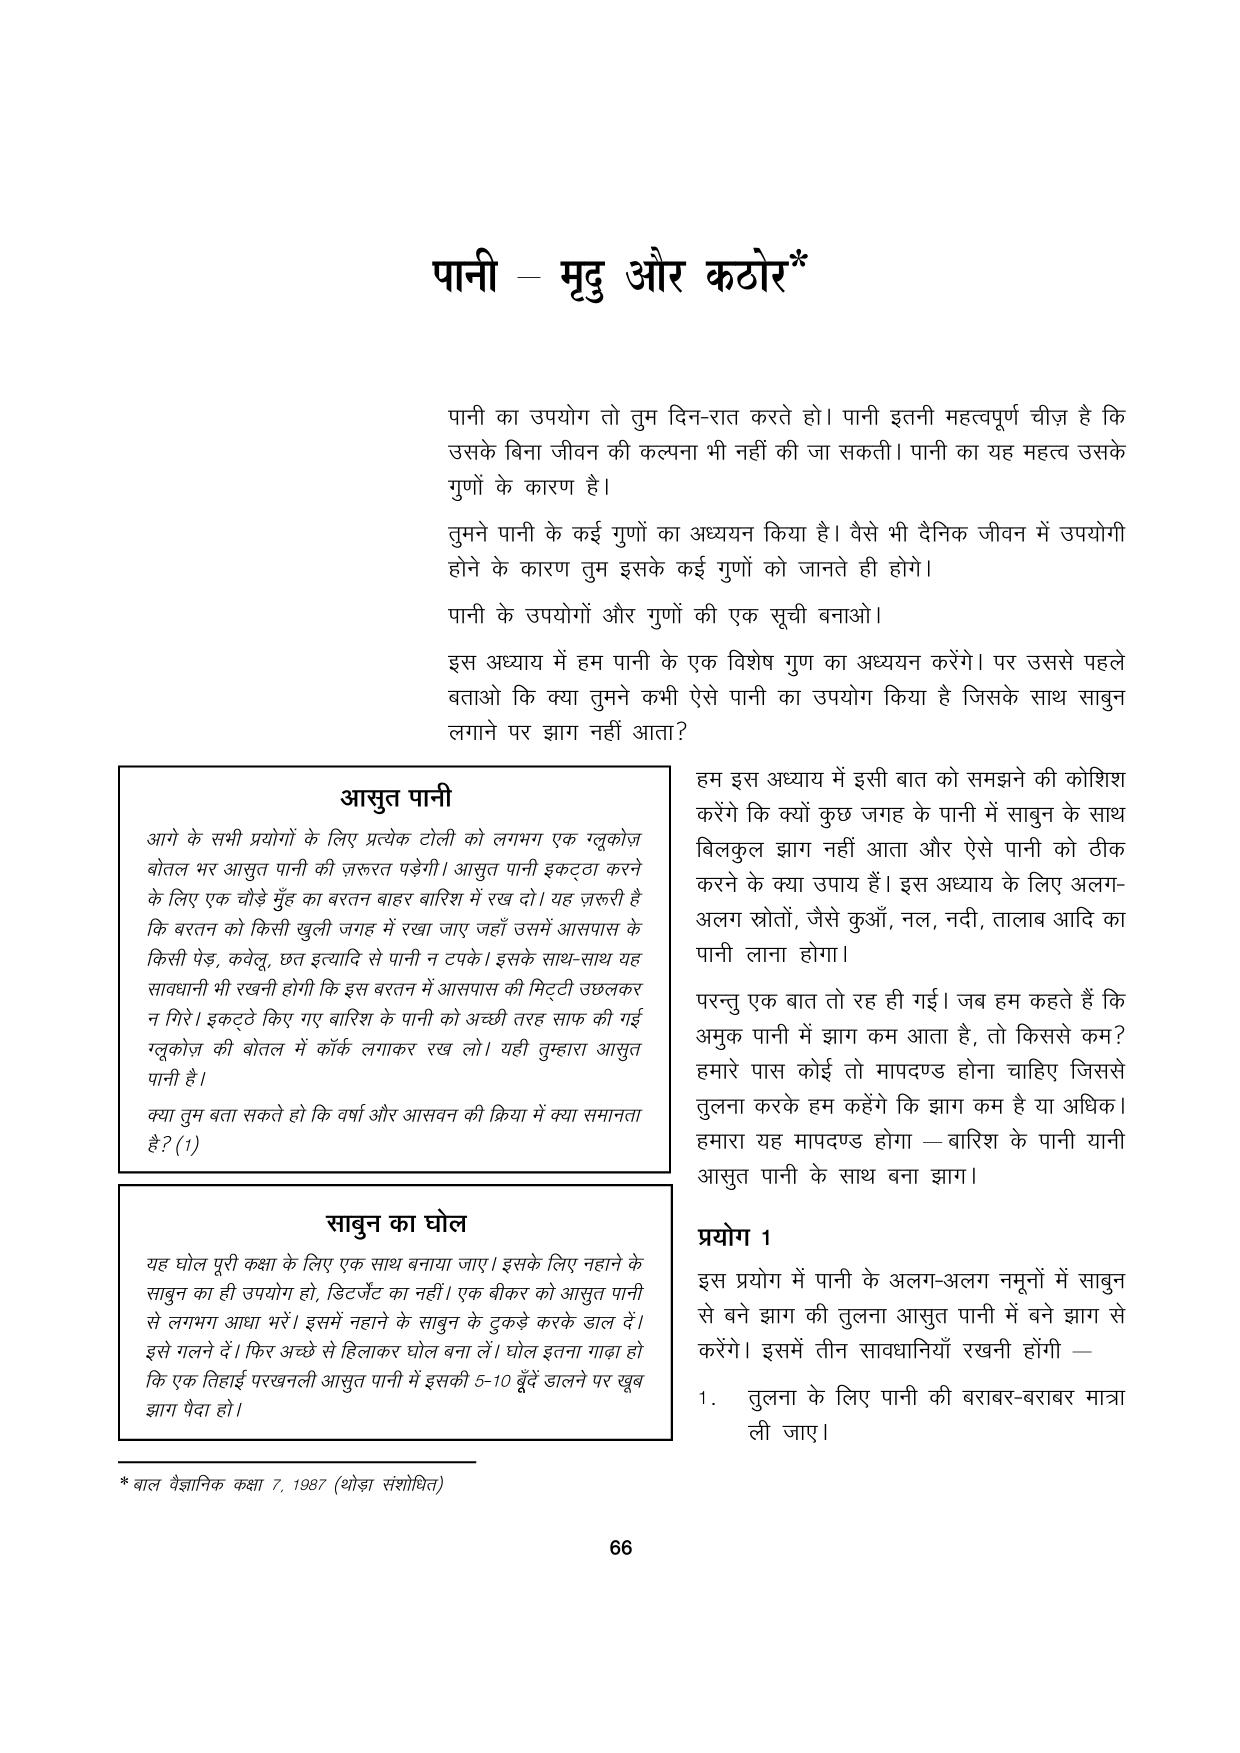 पानी – मृदु और कठोर*
पानी का उपयोग तो तुम दिन-रात करते हो। पानी इतनी महत्वपूर्ण चीज़ है कि
उसके बिना जीवन की कल्पना भी नहीं की जा सकती। पानी का यह महत्व उसके
गुणों के कारण है।
तुमने पानी के कई गुणों का अध्ययन किया है। वैसे भी दैनिक जीवन में उपयोगी
होने के कारण तुम इसके कई गुणों को जानते ही होगे।
पानी के उपयोगों और गुणों की एक सूची बनाओ।
इस अध्याय में हम पानी के एक विशेष गुण का अध्ययन करेंगे। पर उससे पहले
बताओ कि क्या तुमने कभी ऐसे पानी का उपयोग किया है जिसके साथ साबुन
लगाने पर झाग नहीं आता?
आसुत पानी
आगे के सभी प्रयोगों के लिए प्रत्येक टोली को लगभग एक ग्लूकोज़
बोतल भर आसुत पानी की ज़रूरत पड़ेगी। आसुत पानी इकट्ठा करने
के लिए एक चौड़े मुँह का बरतन बाहर बारिश में रख दो। यह ज़रूरी है
कि बरतन को किसी खुली जगह में रखा जाए जहाँ उसमें आसपास के
किसी पेड़, कवेलू, छत इत्यादि से पानी न टपके। इसके साथ-साथ यह
सावधानी भी रखनी होगी कि इस बरतन में आसपास की मिट्टी उछलकर
न गिरे। इकट्ठे किए गए बारिश के पानी को अच्छी तरह साफ की गई
ग्लूकोज़ की बोतल में कॉर्क लगाकर रख लो। यही तुम्हारा आसुत
पानी है।
क्या तुम बता सकते हो कि वर्षा और आसवन की क्रिया में क्या समानता
है? (1)
साबुन का घोल
यह घोल पूरी कक्षा के लिए एक साथ बनाया जाए। इसके लिए नहाने के
साबुन का ही उपयोग हो, डिटर्जेंट का नहीं। एक बीकर को आसुत पानी
से लगभग आधा भरें। इसमें नहाने के साबुन के टुकड़े करके डाल दें।
इसे गलने दें। फिर अच्छे से हिलाकर घोल बना लें। घोल इतना गाढ़ा हो
कि एक तिहाई परखनली आसुत पानी में इसकी 5-10 बूँदें डालने पर खूब
झाग पैदा हो।
हम इस अध्याय में इसी बात को समझने की कोशिश
करेंगे कि क्यों कुछ जगह के पानी में साबुन के साथ
बिलकुल झाग नहीं आता और ऐसे पानी को ठीक
करने के क्या उपाय हैं। इस अध्याय के लिए अलग-
अलग स्रोतों, जैसे कुआँ, नल, नदी, तालाब आदि का
पानी लाना होगा।
परन्तु एक बात तो रह ही गई। जब हम कहते हैं कि
अमुक पानी में झाग कम आता है, तो किससे कम?
हमारे पास कोई तो मापदण्ड होना चाहिए जिससे
तुलना करके हम कहेंगे कि झाग कम है या अधिक।
हमारा यह मापदण्ड होगा – बारिश के पानी यानी
आसुत पानी के साथ बना झाग।
प्रयोग 1
इस प्रयोग में पानी के अलग-अलग नमूनों में साबुन
से बने झाग की तुलना आसुत पानी में बने झाग से
करेंगे। इसमें तीन सावधानियाँ रखनी होंगी –
1. तुलना के लिए पानी की बराबर-बराबर मात्रा
ली जाए।
* बाल वैज्ञानिक कक्षा 7, 1987 (थोड़ा संशोधित)
66